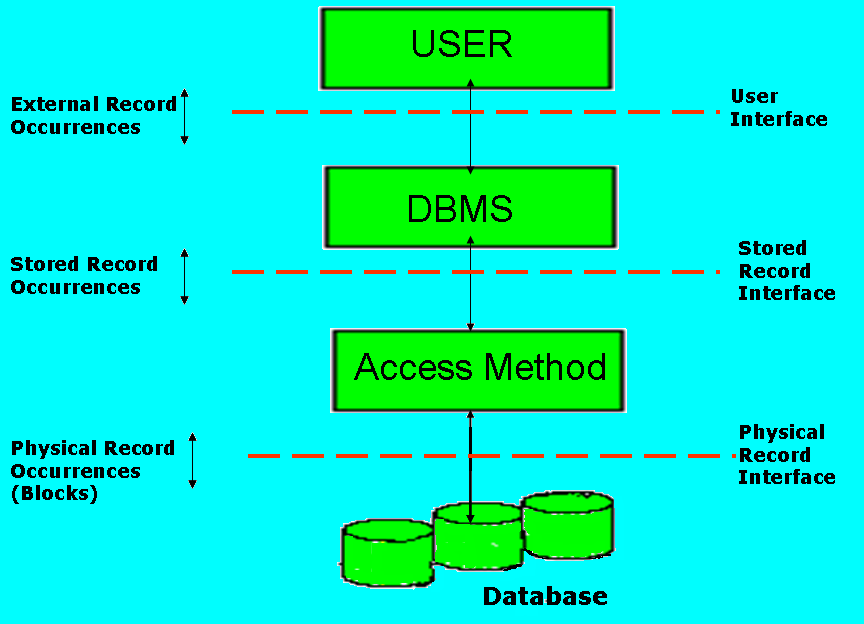 USER
External Record
Occurrences
User
Interface
DBMS
Stored Record
Occurrences
Stored
Record
Interface
Access Method
Physical Record
Occurrences
(Blocks)
Physical
Record
Interface
Database